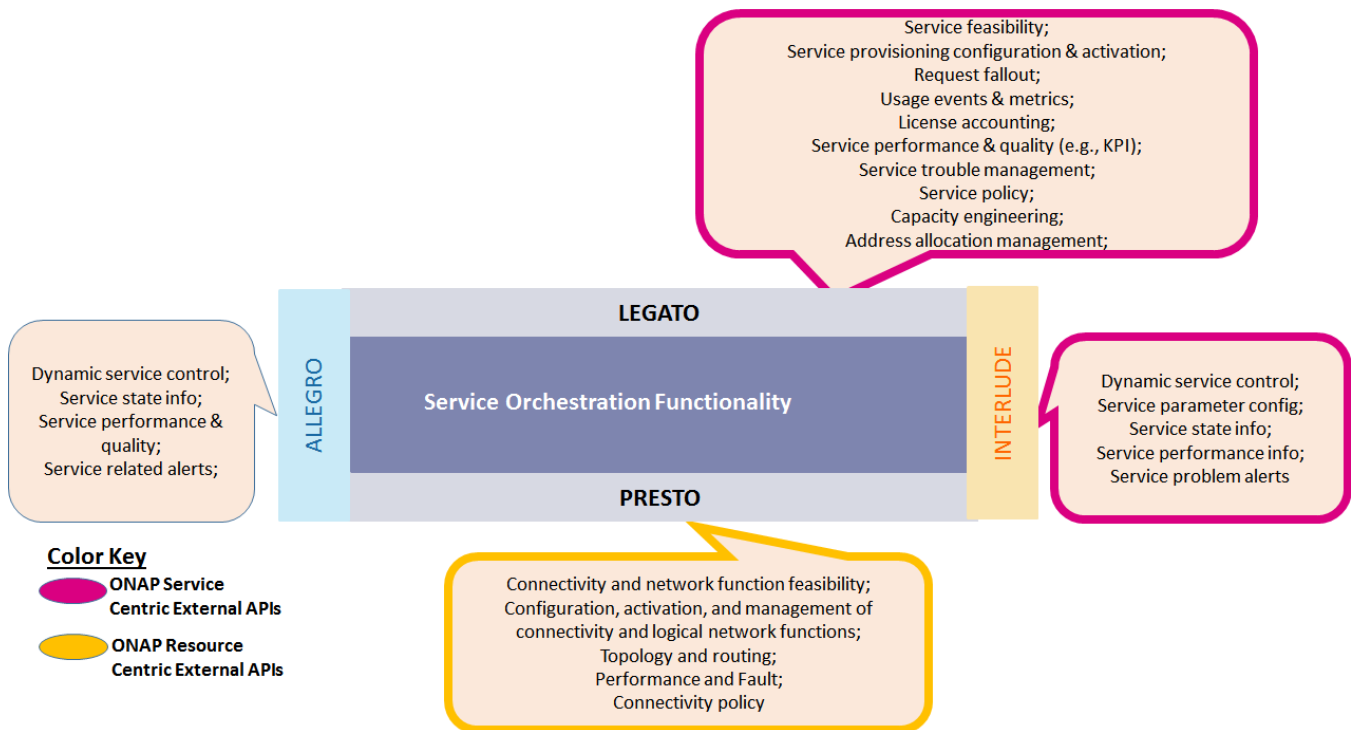 Service feasibility;
Service provisioning configuration & activation;
Request fallout;
Usage events & metrics;
License accounting;
Service performance & quality (e.g., KPI);
Service trouble management;
Service policy;
Capacity engineering;
Address allocation management;
LEGATO
Dynamic service control;
Service state info;
Service performance &
quality;
Service related alerts;
ALLEGRO
Service Orchestration Functionality
INTERLUDE
Dynamic service control;
Service parameter config;
Service state info;
Service performance info;
Service problem alerts
PRESTO
Color Key
ONAP Service
Centric External APIs
ONAP Resource
Centric External APIs
Connectivity and network function feasibility;
Configuration, activation, and management of
connectivity and logical network functions;
Topology and routing;
Performance and Fault;
Connectivity policy